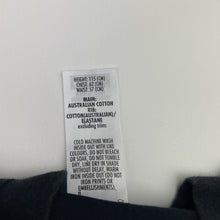 HEIGHT: 115 (CM)
CHEST: 62 (CM)
WAIST: 57 (CM)
MAIN:
AUSTRALIAN COTTON
RIB:
COTTON/AUSTRALIAN/
ELASTANE
excluding trims
COLD MACHINE WASH
INSIDE OUT WITH LIKE
COLOURS, DO NOT SOAK,
BLEACH OR TUMBLE
DRY. LINE DRY IN SHADE
WITHOUT DELAY. WARM
IRON INSIDE OUT (DO NOT
IRON PRINTS OR
EMBELLISHMENTS).